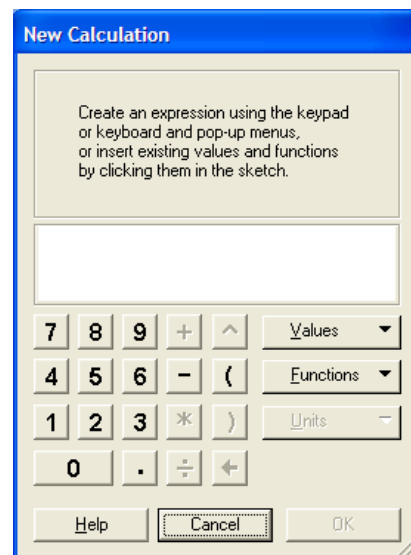 New Calculation
Create an expression using the keypad
or keyboard and pop-up menus,
or insert existing values and functions
by clicking them in the sketch.
7 8 9 + ^ Values
4 5 6 - ( Functions
1 2 3 * ) Units
0 . ÷ ←
Help Cancel OK